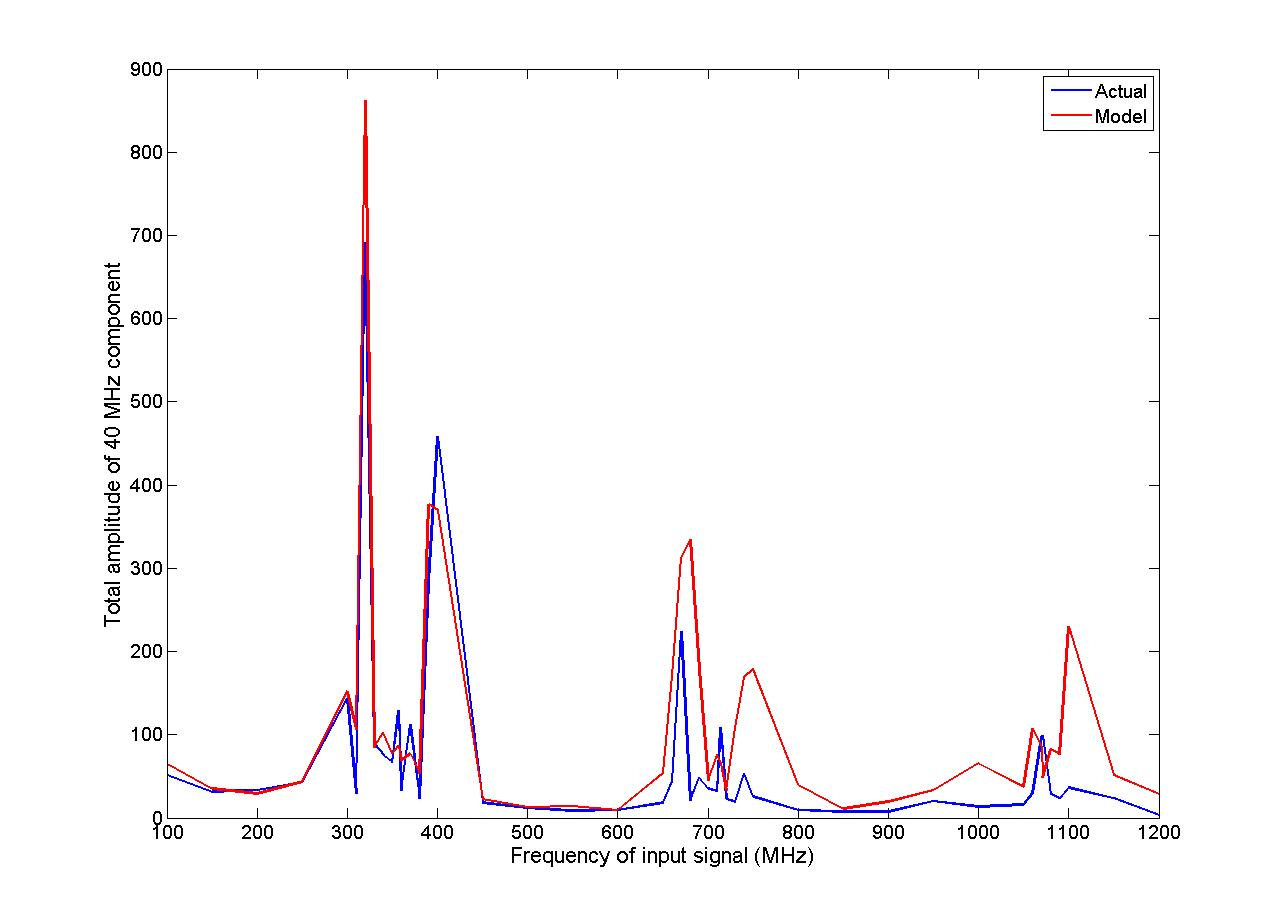 900
800
700
600
500
400
300
200
100
0
Total amplitude of 40 MHz component
Actual
Model
100 200 300 400 500 600 700 800 900 1000 1100 1200
Frequency of input signal (MHz)